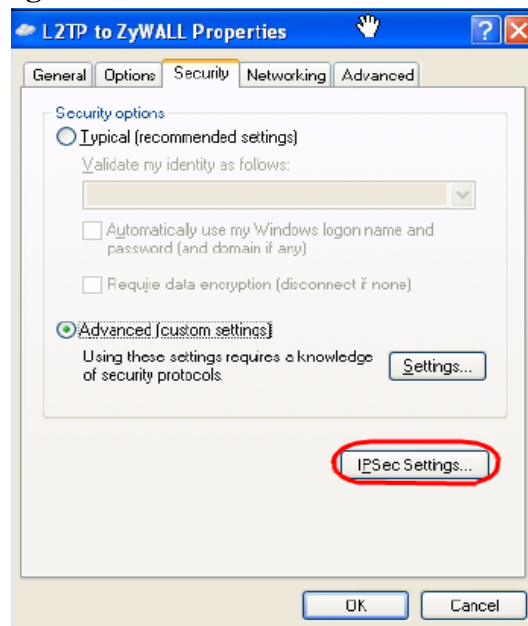 L2TP to ZyWALL Properties
General Options Security Networking Advanced
Security options
Typical (recommended settings)
Validate my identity as follows:
Automatically use my Windows logon name and
password (and domain if any)
Require data encryption (disconnect if none)
Advanced (custom settings)
Using these settings requires a knowledge
of security protocols.
Settings...
IPSec Settings...
OK Cancel